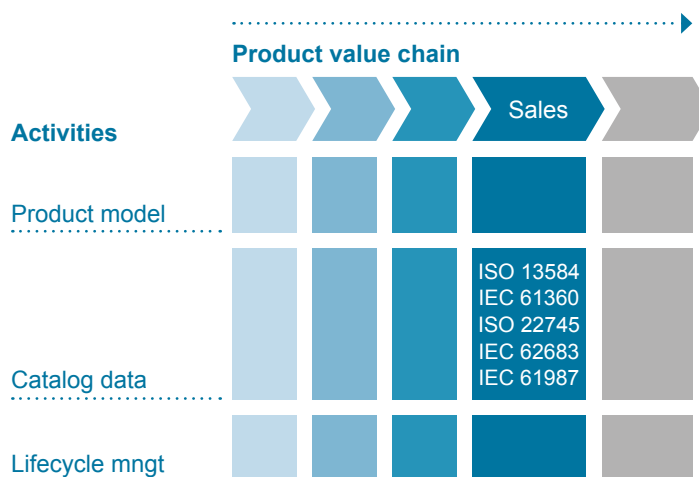 Product value chain
Sales
Activities
Product model
ISO 13584
IEC 61360
ISO 22745
IEC 62683
IEC 61987
Catalog data
Lifecycle mngt